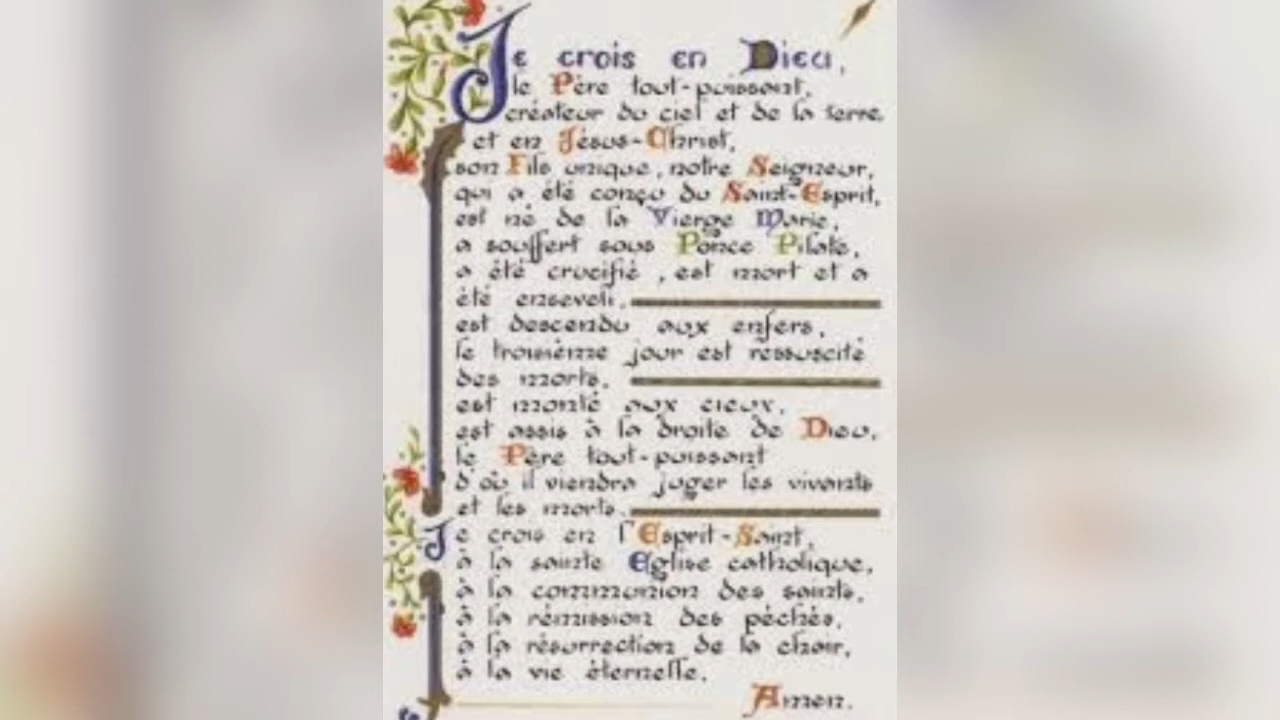 Je crois en Dieu,
le Père tout-puissant,
créateur du ciel et de la terre,
et en Jésus-Christ,
son Fils unique, notre Seigneur,
qui a été conçu du Saint-Esprit,
est né de la Vierge Marie,
a souffert sous Ponce Pilate,
a été crucifié, est mort et a
été enseveli,
est descendu aux enfers,
le troisième jour est ressuscité
des morts,
est monté aux cieux,
est assis à la droite de Dieu,
le Père tout-puissant
d'où il viendra juger les vivants
et les morts.
Je crois en l'Esprit-Saint,
à la sainte Eglise catholique,
à la communion des saints,
à la rémission des péchés,
à la résurrection de la chair,
à la vie éternelle.
Amen.